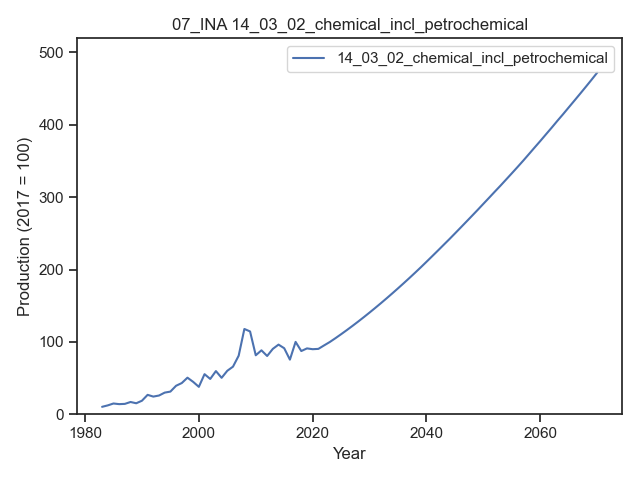 07_INA 14_03_02_chemical_incl_petrochemical
14_03_02_chemical_incl_petrochemical
Production (2017 = 100)
500
400
300
200
100
0
1980 2000 2020 2040 2060
Year